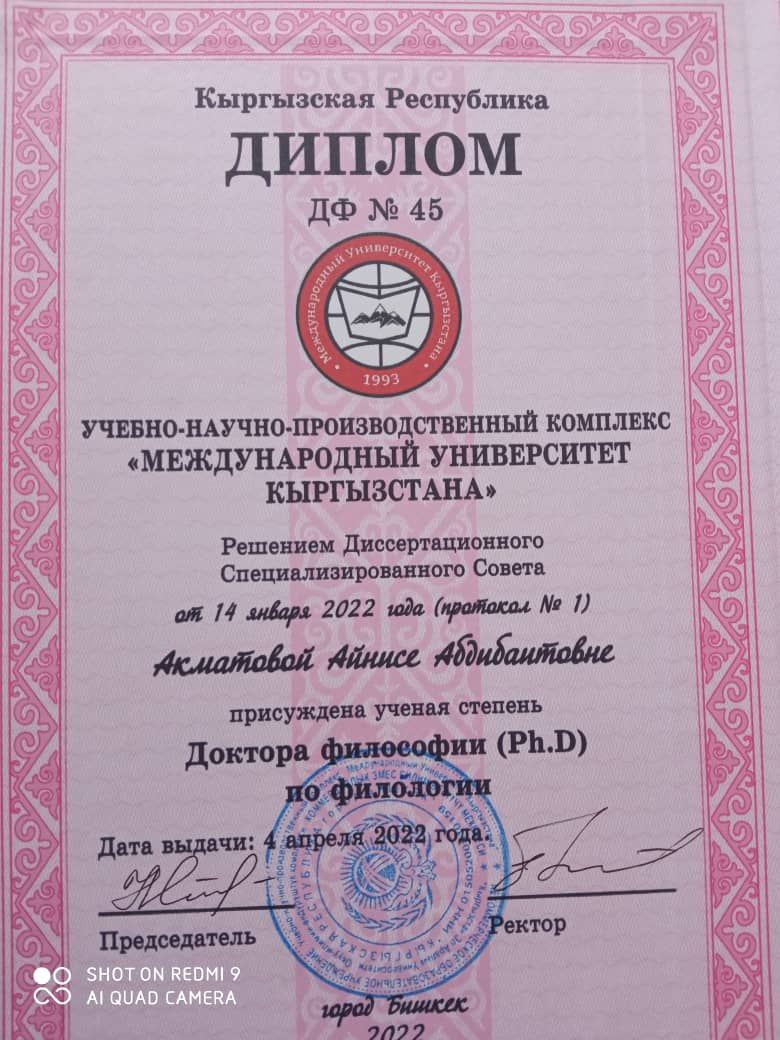 Кыргызская Республика
ДИПЛОМ
ДФ № 45
Международный Университет Кыргызстана
1993
УЧЕБНО-НАУЧНО-ПРОИЗВОДСТВЕННЫЙ КОМПЛЕКС
«МЕЖДУНАРОДНЫЙ УНИВЕРСИТЕТ
КЫРГЫЗСТАНА»
Решением Диссертационного
Специализированного Совета
от 14 января 2022 года (протокол № 1)
Акматовой Айнисе Абдибаитовне
присуждена ученая степень
Доктора философии (Ph.D)
по филологии
Дата выдачи: 4 апреля 2022 года.
Председатель
Ректор
город Бишкек
2022
SHOT ON REDMI 9
AI QUAD CAMERA